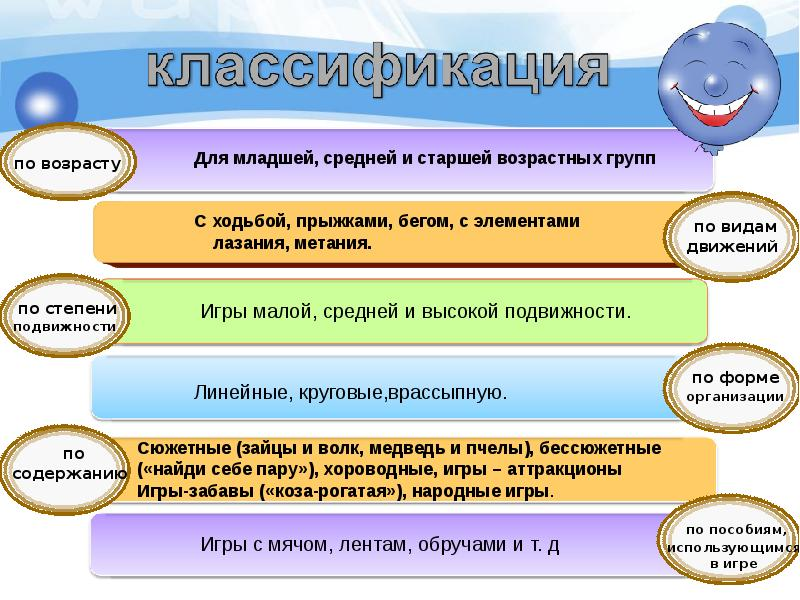 классификация
по возрасту
Для младшей, средней и старшей возрастных групп
С ходьбой, прыжками, бегом, с элементами
лазания, метания.
по видам
движений
по степени
подвижности
Игры малой, средней и высокой подвижности.
Линейные, круговые,врассыпную.
по форме
организации
по
содержанию
Сюжетные (зайцы и волк, медведь и пчелы), бессюжетные
(«найди себе пару»), хороводные, игры – аттракционы
Игры-забавы («коза-рогатая»), народные игры.
Игры с мячом, лентам, обручами и т. д
по пособиям,
использующимся
в игре